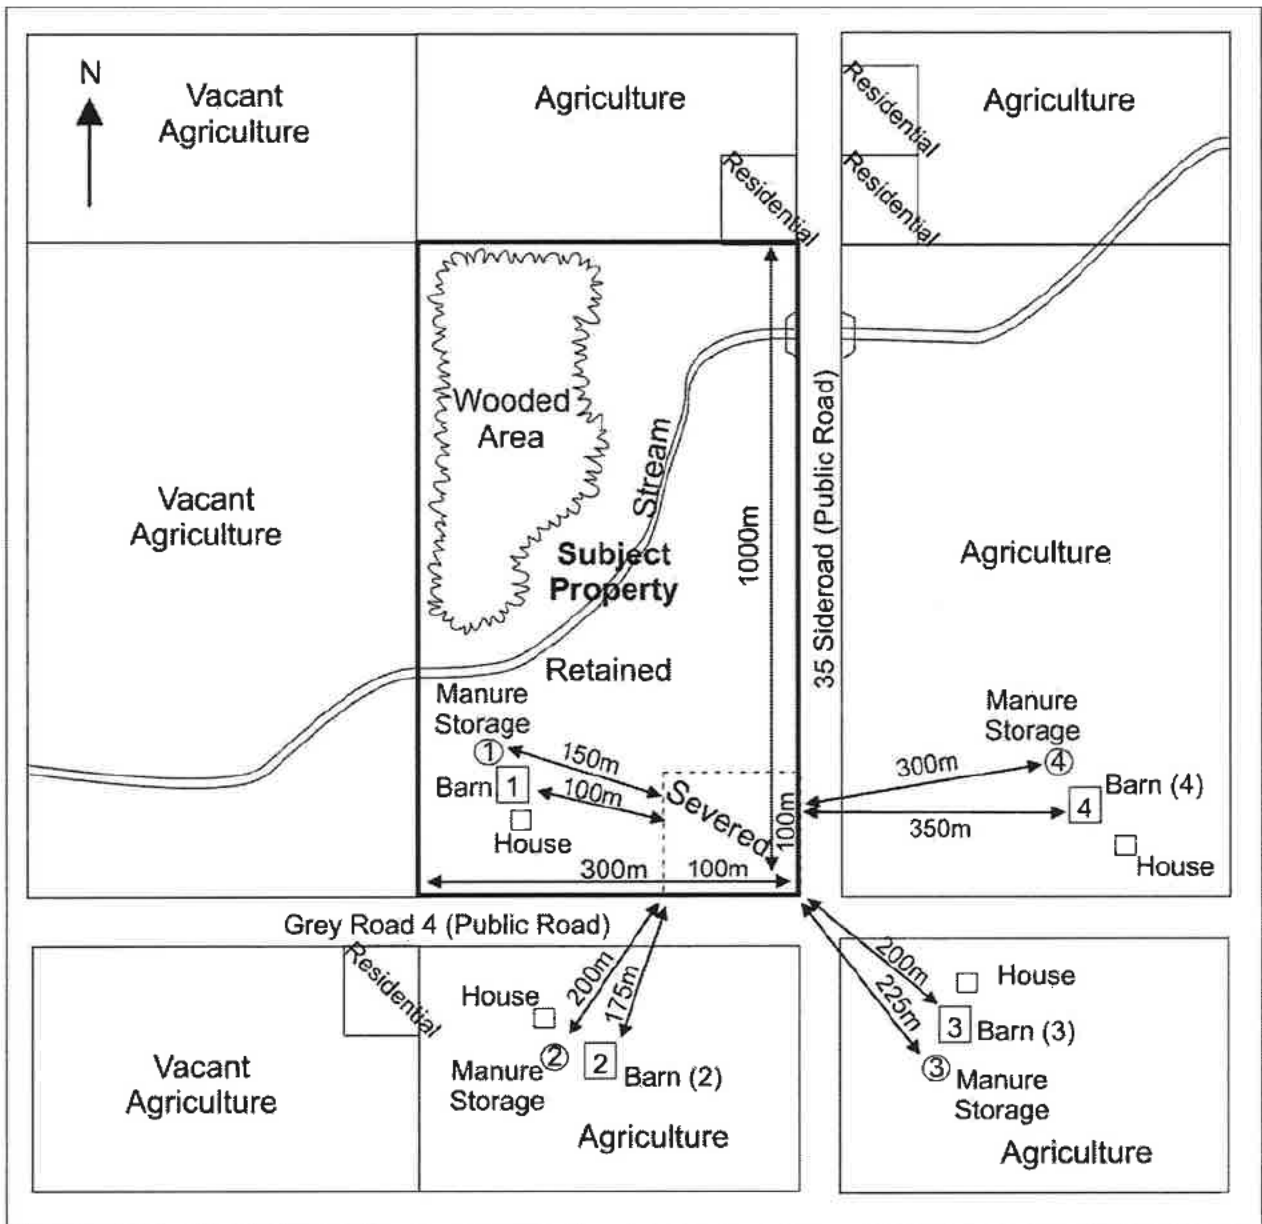 N
Vacant
Agriculture
Agriculture
Residential
Residential
Residential
Agriculture
Wooded
Area
Stream
Vacant
Agriculture
Subject
Property
1000m
35 Sideroad (Public Road)
Agriculture
Retained
Manure
Storage
1
150m
Barn 1
100m
House
Severed
100m
300m
100m
Manure
Storage
4
300m
Barn (4)
4
350m
House
Grey Road 4 (Public Road)
Residential
Vacant
Agriculture
House
200m
175m
2
2
Manure
Storage
Barn (2)
Agriculture
200m
225m
House
3
Barn (3)
3
Manure
Storage
Agriculture